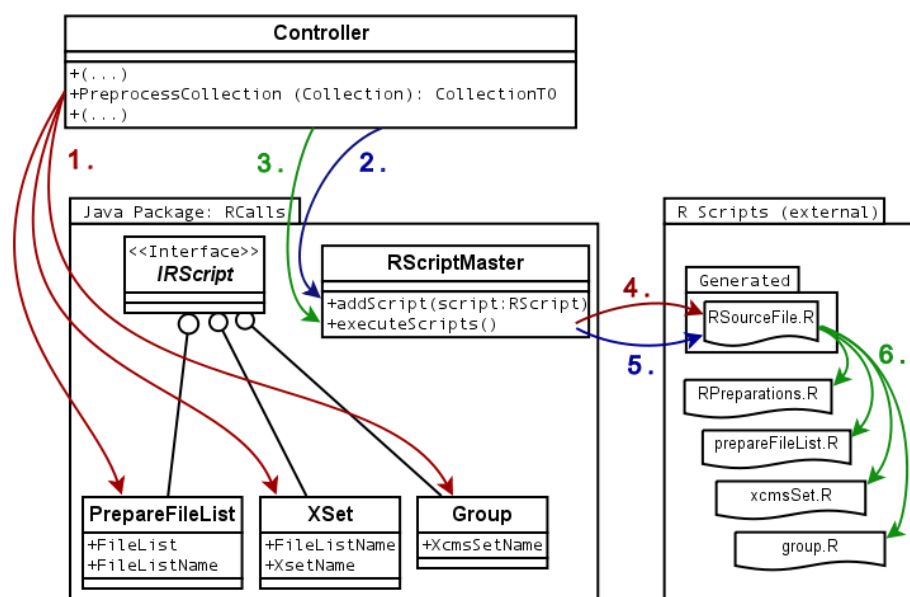 Controller
+(...)
+PreprocessCollection (Collection): CollectionTO
+(...)
1.
3.
2.
Java Package: RCalls
<<Interface>>
IRScript
RScriptMaster
+addScript(script:RScript)
+executeScripts()
4.
5.
R Scripts (external)
Generated
RSourceFile.R
6.
RPreparations.R
prepareFileList.R
xcmsSet.R
group.R
PrepareFileList
+FileList
+FileListName
XSet
+FileListName
+XsetName
Group
+XcmsSetName